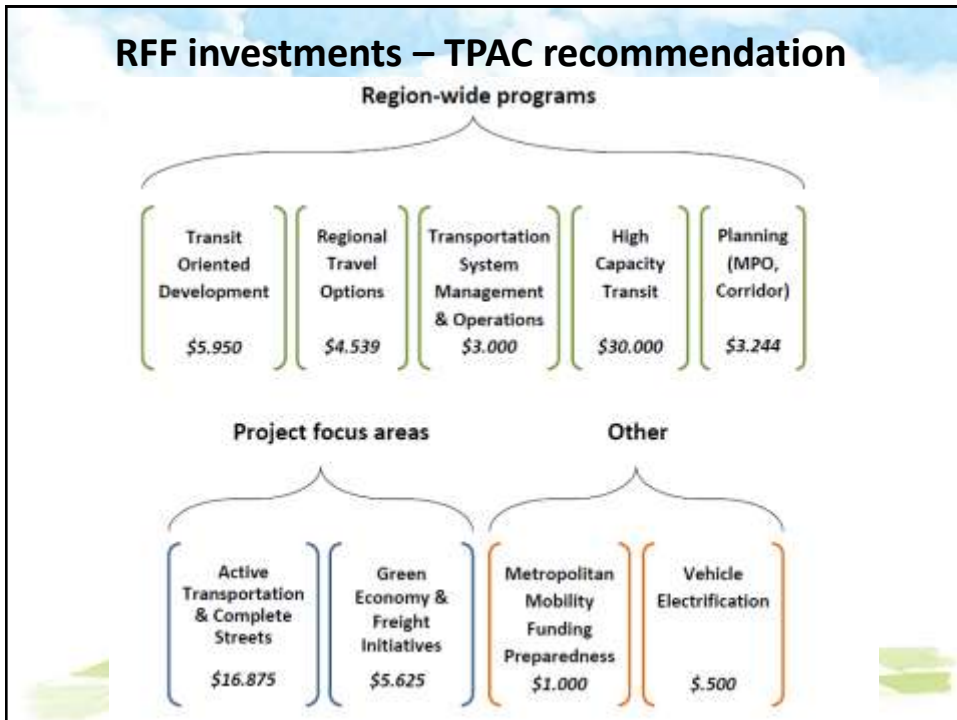 RFF investments – TPAC recommendation
Region-wide programs
Transit
Oriented
Development
$5.950
Regional
Travel
Options
$4.539
Transportation
System
Management
& Operations
$3.000
High
Capacity
Transit
$30.000
Planning
(MPO,
Corridor)
$3.244
Project focus areas
Active
Transportation
& Complete
Streets
$16.875
Green
Economy &
Freight
Initiatives
$5.625
Other
Metropolitan
Mobility
Funding
Preparedness
$1.000
Vehicle
Electrification
$.500